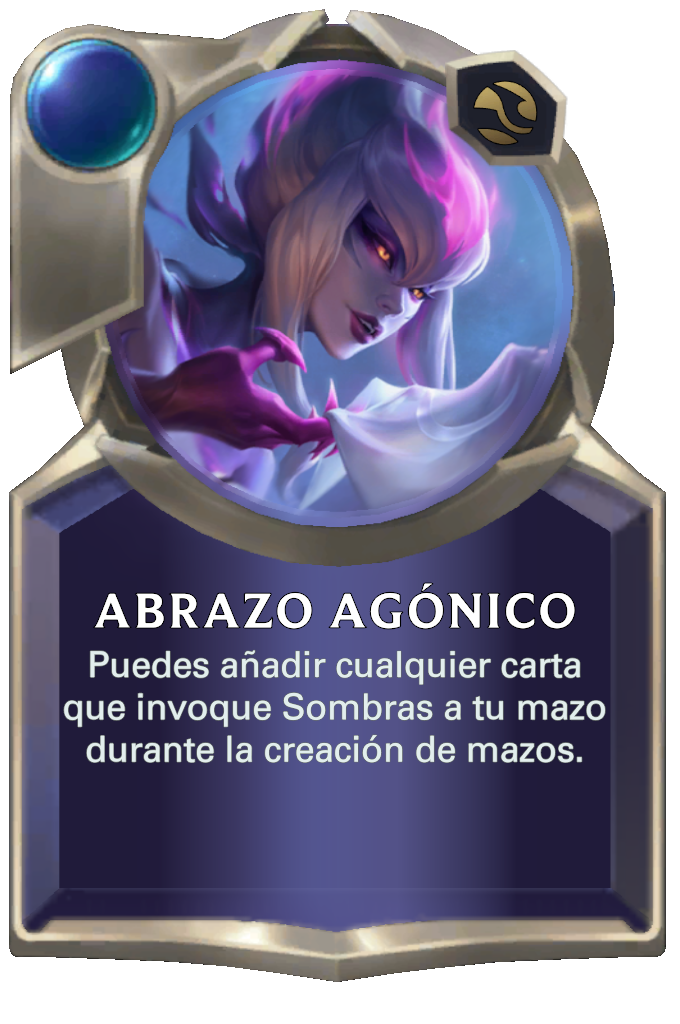 ABRAZO AGÓNICO
Puedes añadir cualquier carta
que invoque Sombras a tu mazo
durante la creación de mazos.